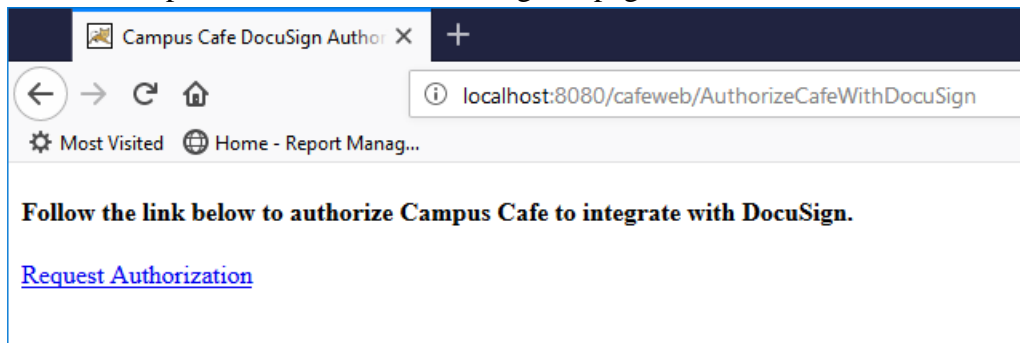 Campus Cafe DocuSign Author
localhost:8080/cafeweb/AuthorizeCafeWithDocuSign
Most Visited Home - Report Manag...
Follow the link below to authorize Campus Cafe to integrate with DocuSign.
Request Authorization